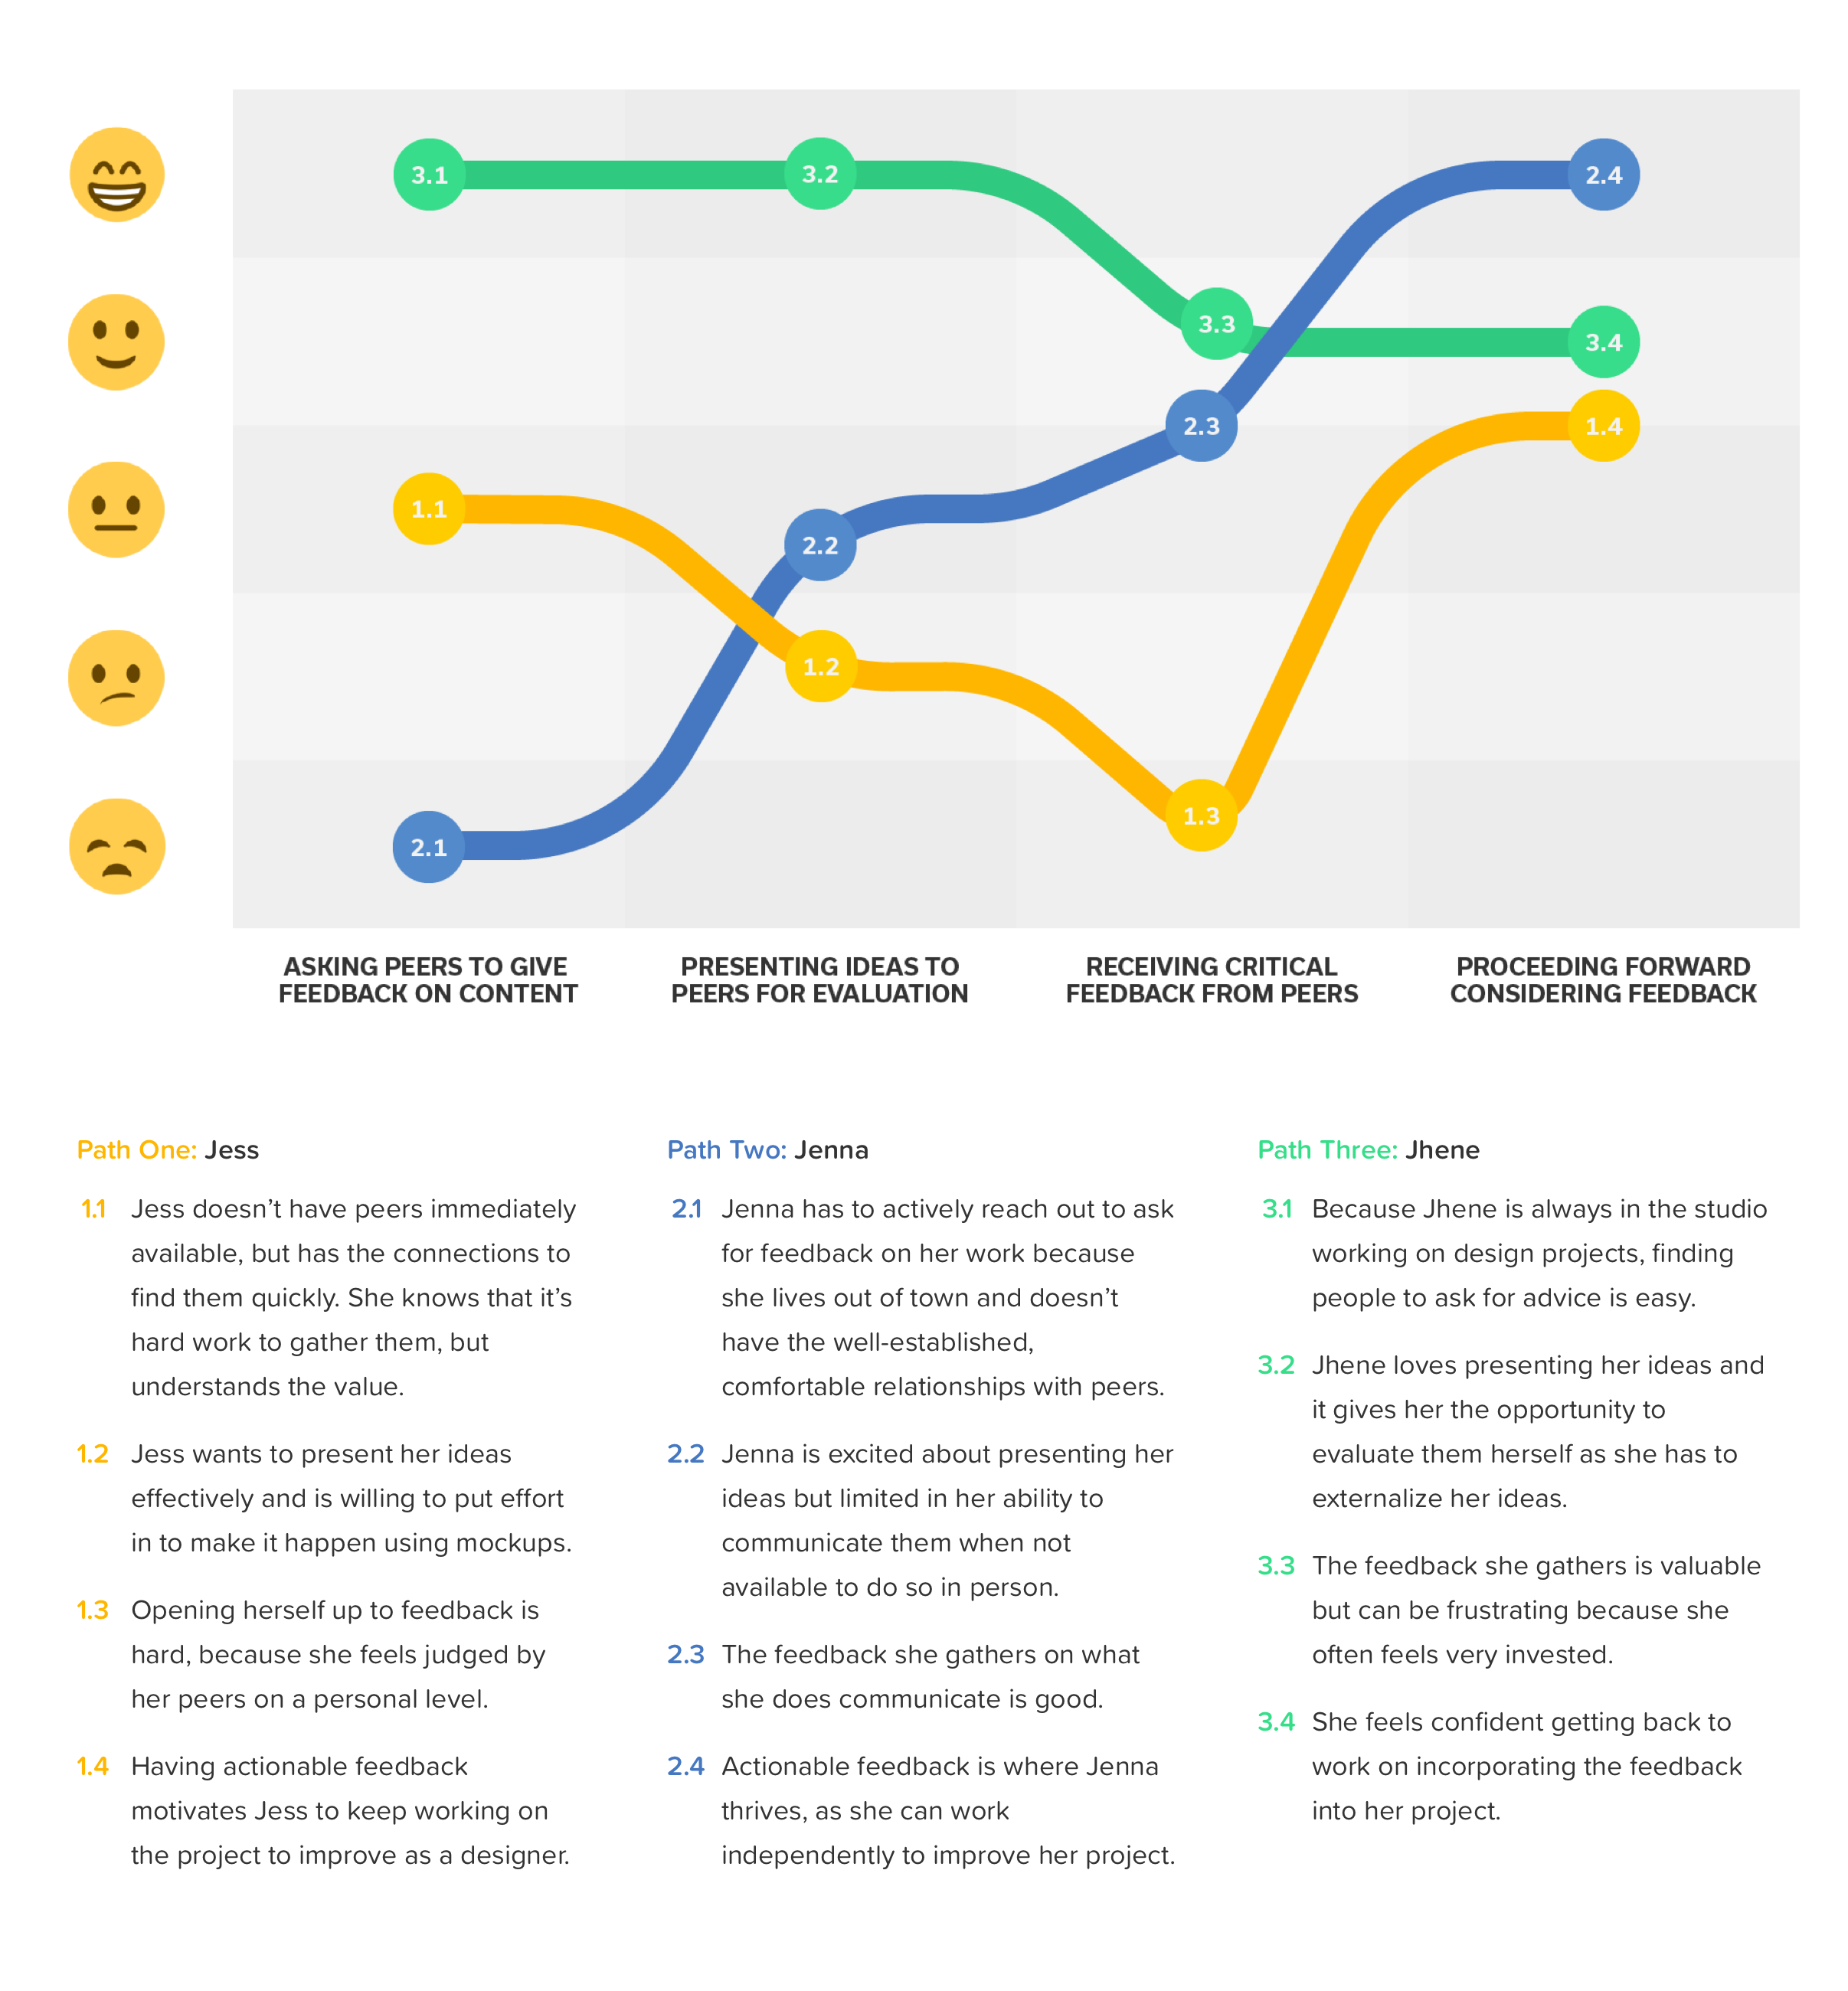 3.1
3.2
2.4
3.3
3.4
2.3
1.4
1.1
2.2
1.2
1.3
2.1
ASKING PEERS TO GIVE
FEEDBACK ON CONTENT
PRESENTING IDEAS TO
PEERS FOR EVALUATION
RECEIVING CRITICAL
FEEDBACK FROM PEERS
PROCEEDING FORWARD
CONSIDERING FEEDBACK
Path One: Jess
1.1 Jess doesn’t have peers immediately
available, but has the connections to
find them quickly. She knows that it’s
hard work to gather them, but
understands the value.
1.2 Jess wants to present her ideas
effectively and is willing to put effort
in to make it happen using mockups.
1.3 Opening herself up to feedback is
hard, because she feels judged by
her peers on a personal level.
1.4 Having actionable feedback
motivates Jess to keep working on
the project to improve as a designer.
Path Two: Jenna
2.1 Jenna has to actively reach out to ask
for feedback on her work because
she lives out of town and doesn’t
have the well-established,
comfortable relationships with peers.
2.2 Jenna is excited about presenting her
ideas but limited in her ability to
communicate them when not
available to do so in person.
2.3 The feedback she gathers on what
she does communicate is good.
2.4 Actionable feedback is where Jenna
thrives, as she can work
independently to improve her project.
Path Three: Jhene
3.1 Because Jhene is always in the studio
working on design projects, finding
people to ask for advice is easy.
3.2 Jhene loves presenting her ideas and
it gives her the opportunity to
evaluate them herself as she has to
externalize her ideas.
3.3 The feedback she gathers is valuable
but can be frustrating because she
often feels very invested.
3.4 She feels confident getting back to
work on incorporating the feedback
into her project.